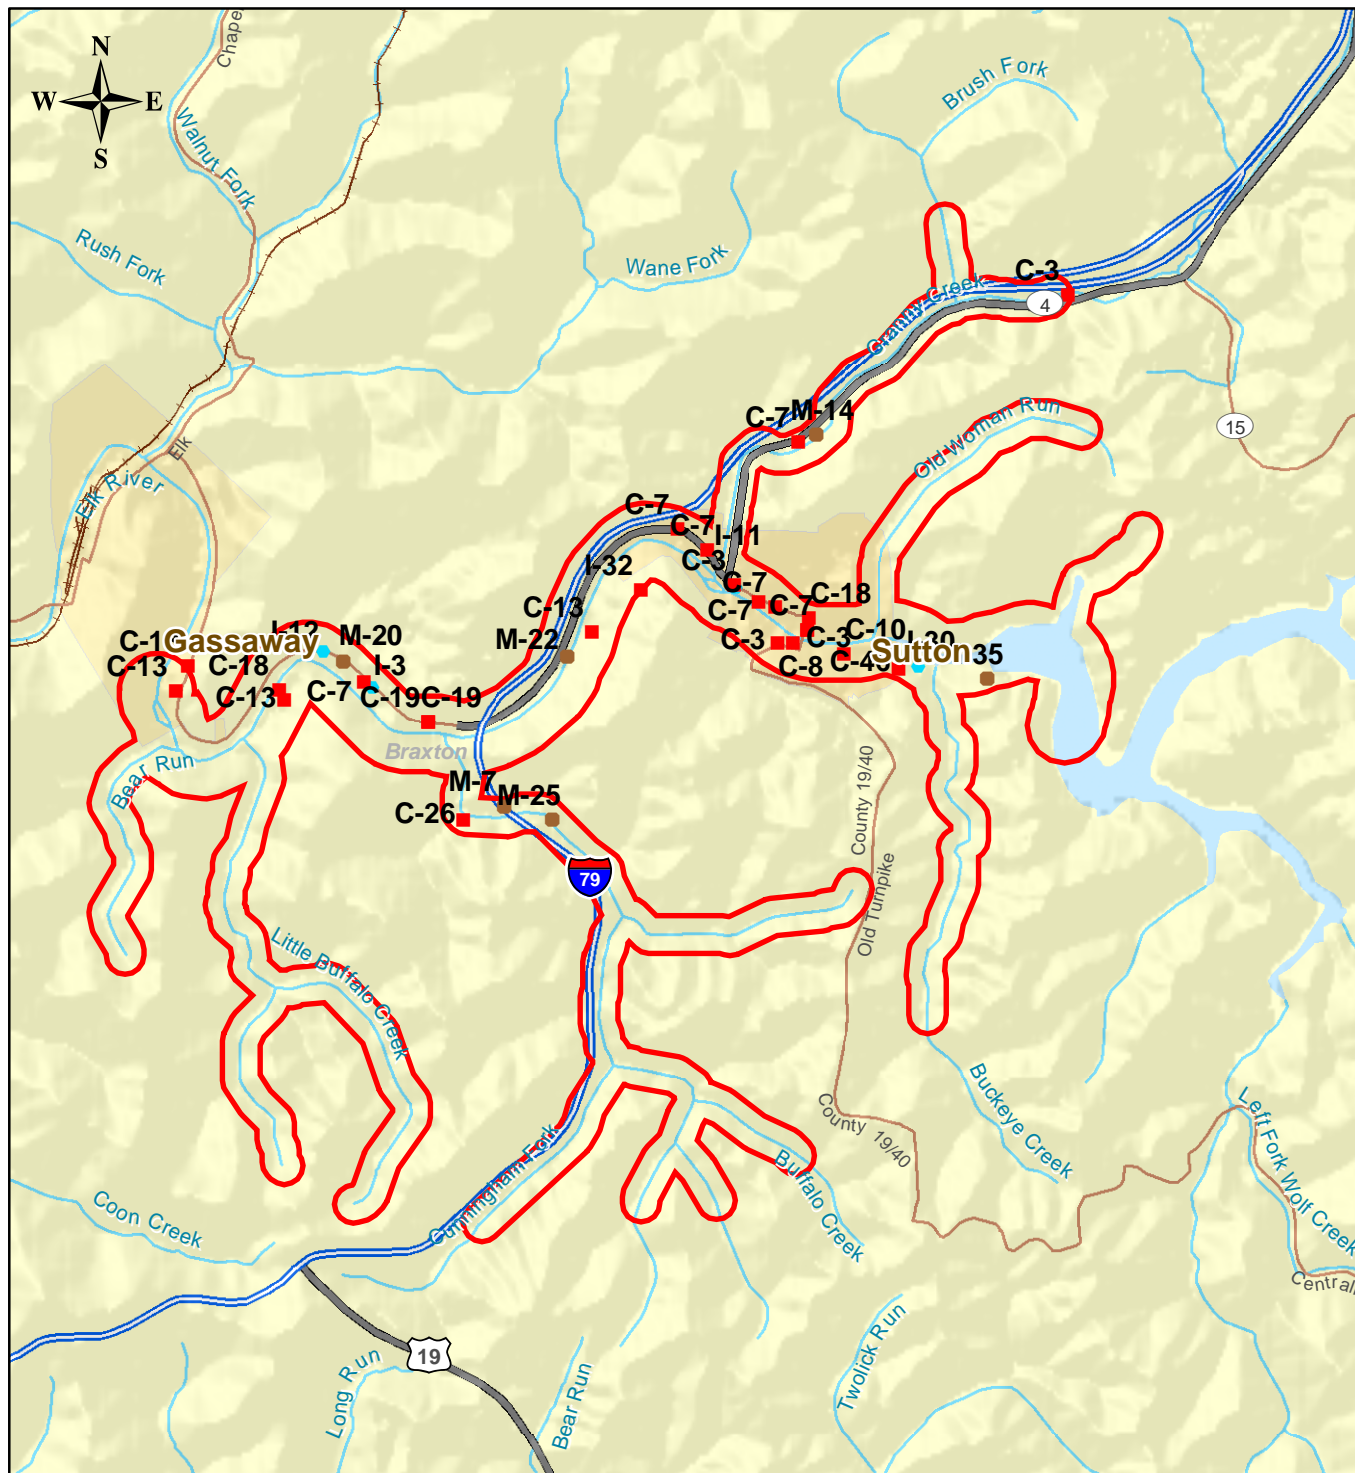 N
W
E
S
Chape
Walnut Fork
Rush Fork
Brush Fork
Wane Fork
C-3
4
Granny Creek
C-7
M-14
Old Woman Run
15
Elk
Elk River
C-7
C-7
I-11
C-3
I-32
C-7
C-18
C-7
C-7
C-13
M-22
C-3
C-3
C-10
C-8
Sutton
Gassaway
M-20
C-13
C-18
I-3
C-13
C-7
C-19
C-19
Braxton
Bear Run
M-7
M-25
C-26
County 19/40
79
Old Turnpike
Little Buffalo Creek
Buckeye Creek
County 19/40
Left Fork Wolf Creek
Cunningham Fork
Buffalo Creek
Coon Creek
Central
19
Long Run
Bear Run
Twolick Run